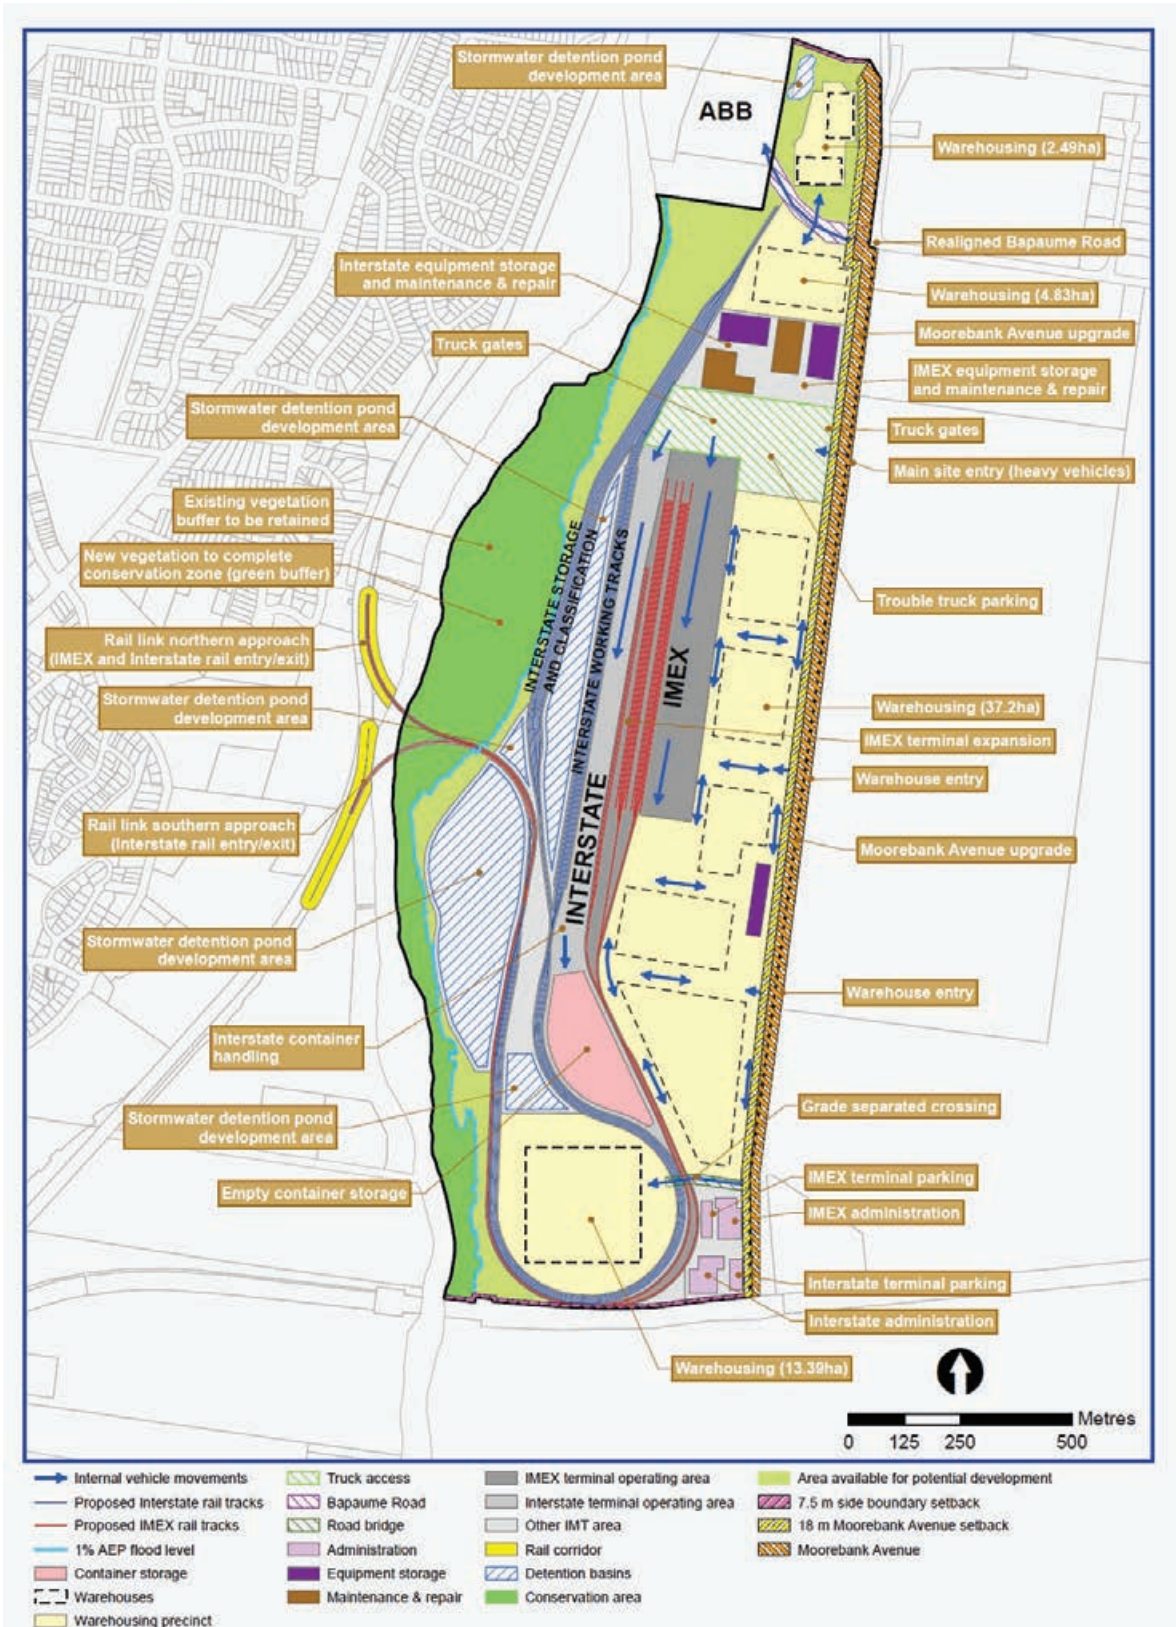 Stormwater detention pond
development area
ABB
Warehousing (2.49ha)
Realigned Bapaume Road
Interstate equipment storage
and maintenance & repair
Warehousing (4.83ha)
Truck gates
Moorebank Avenue upgrade
IMEX equipment storage
and maintenance & repair
Stormwater detention pond
development area
Truck gates
Main site entry (heavy vehicles)
Existing vegetation
buffer to be retained
New vegetation to complete
conservation zone (green buffer)
INTERSTATE STORAGE
AND CLASSIFICATION
INTERSTATE WORKING TRACKS
Trouble truck parking
Rail link northern approach
(IMEX and Interstate rail entry/exit)
IMEX
Stormwater detention pond
development area
Warehousing (37.2ha)
IMEX terminal expansion
Warehouse entry
INTERSTATE
Rail link southern approach
(Interstate rail entry/exit)
Moorebank Avenue upgrade
Stormwater detention pond
development area
Warehouse entry
Interstate container
handling
Stormwater detention pond
development area
Grade separated crossing
Empty container storage
IMEX terminal parking
IMEX administration
Interstate terminal parking
Interstate administration
Warehousing (13.39ha)
Metres
0 125 250 500
Internal vehicle movements
Proposed Interstate rail tracks
Proposed IMEX rail tracks
1% AEP flood level
Container storage
Warehouses
Warehousing precinct
Truck access
Bapaume Road
Road bridge
Administration
Equipment storage
Maintenance & repair
IMEX terminal operating area
Interstate terminal operating area
Other IMT area
Rail corridor
Detention basins
Conservation area
Area available for potential development
7.5 m side boundary setback
18 m Moorebank Avenue setback
Moorebank Avenue